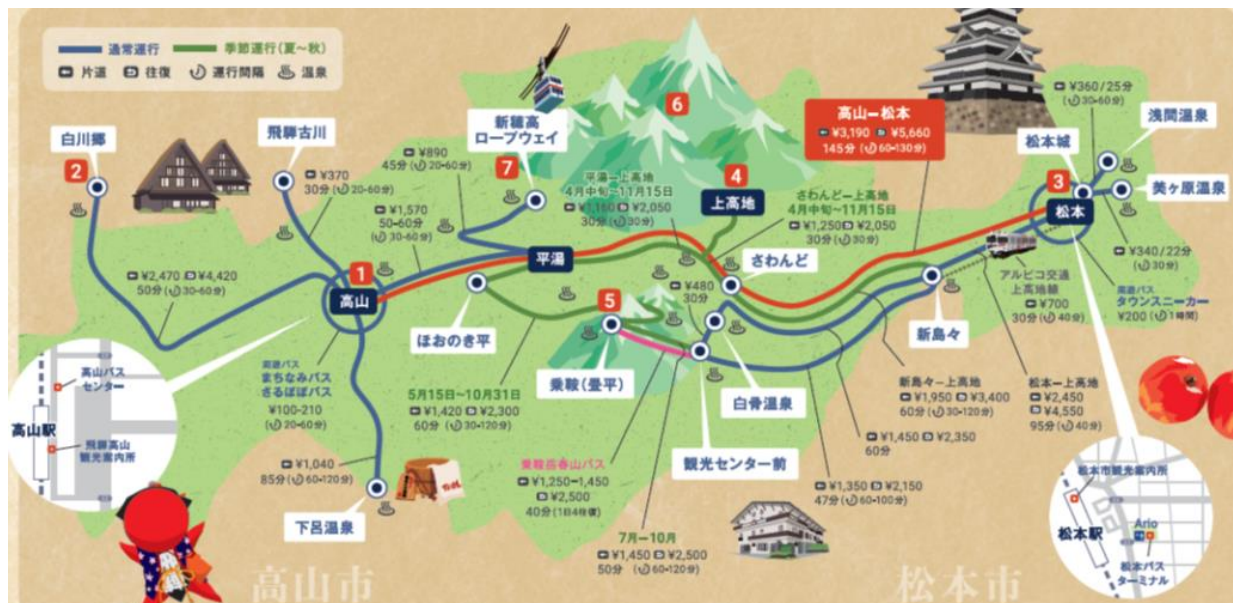 通常運行 季節運行(夏〜秋)
片道 往復 運行間隔 温泉
白川郷
2
飛騨古川
新穂高
ロープウェイ
7
6
高山ー松本
¥3,190 ¥5,660
145分(60-130分)
¥360/25分
(30-60分)
浅間温泉
松本城
美ヶ原温泉
3
松本
¥370
30分(20-60分)
¥890
45分(20-60分)
¥1,570
50-60分
(30-60分)
平湯ー上高地
4月中旬〜11月15日
¥1,160 ¥2,050
30分(30分)
4
上高地
さわんどー上高地
4月中旬〜11月15日
¥1,250 ¥2,050
30分(30分)
¥340/22分
(30分)
周遊バス
タウンスニーカー
¥200(1時間)
アルピコ交通
上高地線
¥700
30分(40分)
¥2,470 ¥4,420
50分(30-60分)
1
高山
平湯
さわんど
¥480
30分
新島々
ほおのき平
5
乗鞍(畳平)
白骨温泉
観光センター前
周遊バス
まちなみバス
さるぼぼバス
¥100-210
(20-60分)
5月15日〜10月31日
¥1,420 ¥2,300
60分(30-120分)
新島々ー上高地
¥1,950 ¥3,400
60分(30-120分)
松本ー上高地
¥2,450
¥4,550
95分(40分)
¥1,450 ¥2,350
60分
¥1,350 ¥2,150
47分(60-100分)
乗鞍岳春山バス
¥1,250-1,450
¥2,500
40分(1日4往復)
7月ー10月
¥1,450 ¥2,500
50分(60-120分)
¥1,040
85分(60-120分)
下呂温泉
高山バス
センター
高山駅
飛騨高山
観光案内所
松本市観光案内所
松本駅
Ario
松本バス
ターミナル
高山市
松本市